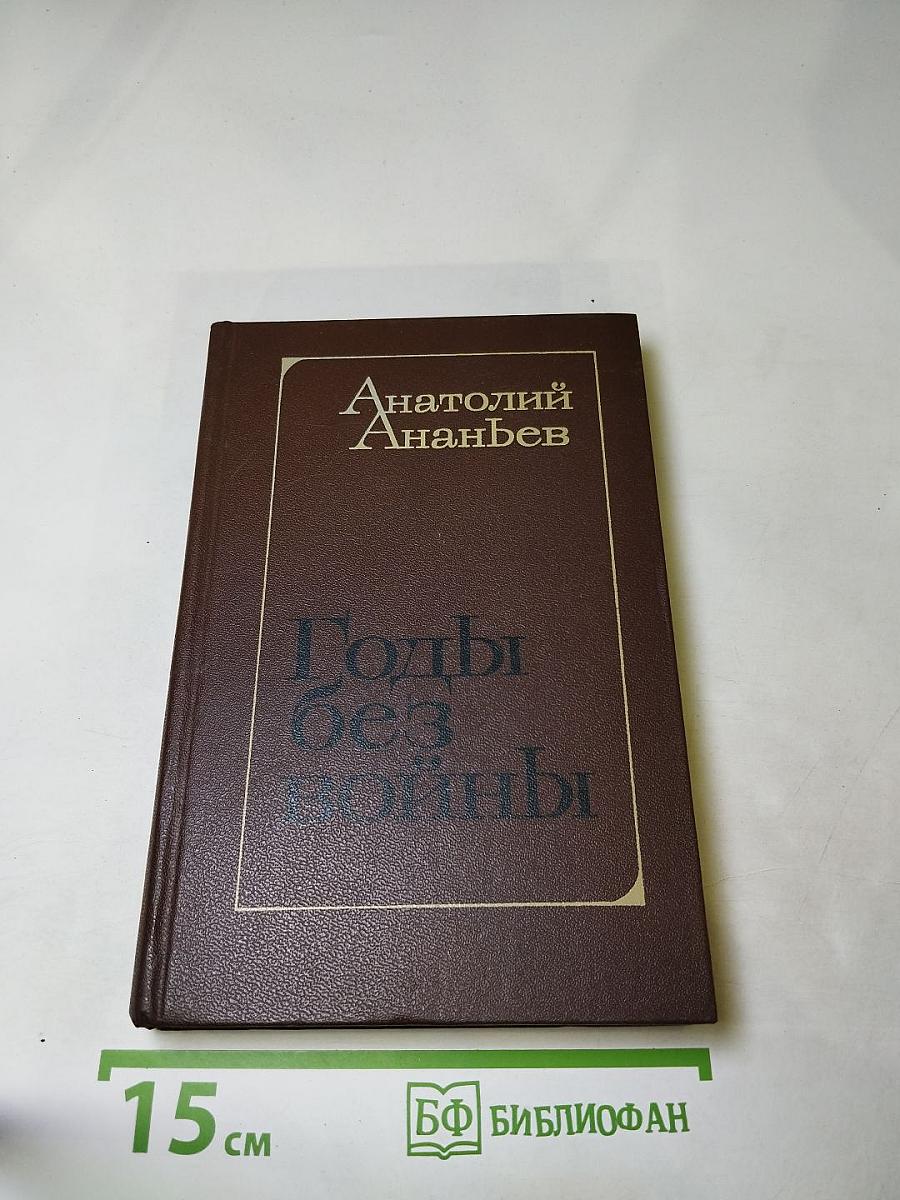 Анатолий
Ананьев
Годы
без
войны
15 см
БФ БИБЛИОФАН